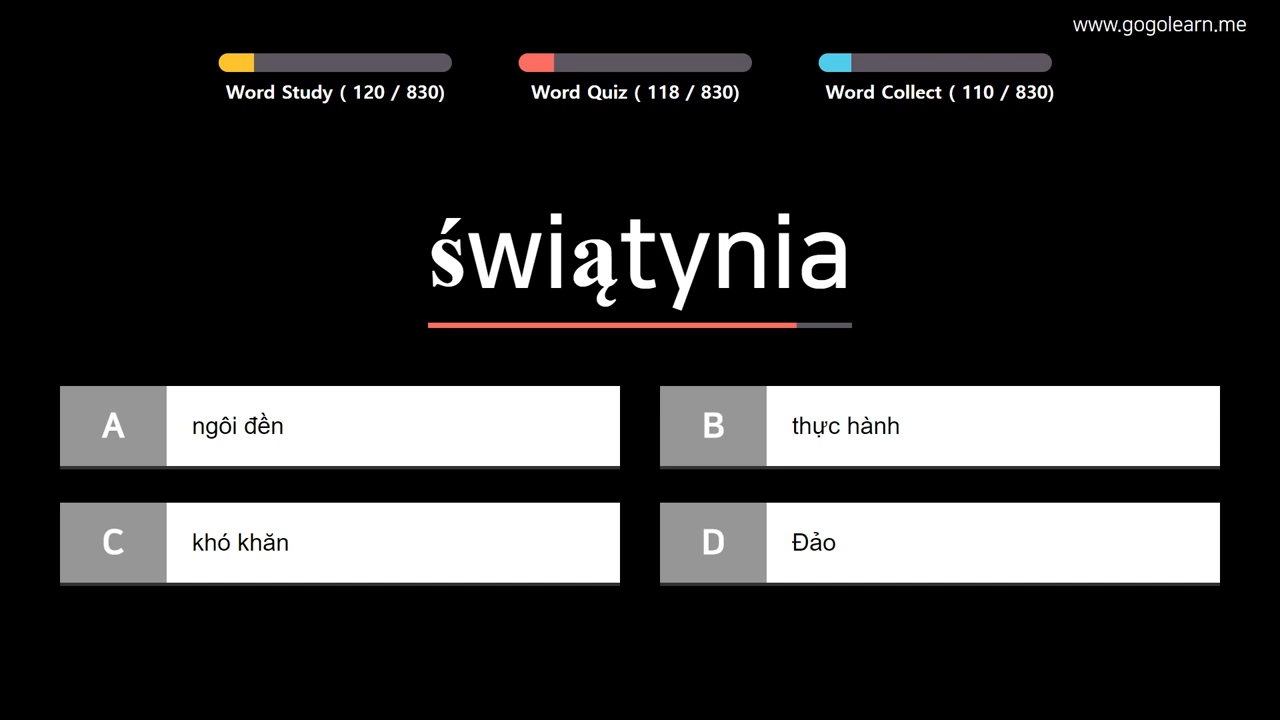 www.gogolearn.me
Word Study ( 120 / 830)
Word Quiz ( 118 / 830)
Word Collect ( 110 / 830)
świątynia
A
ngôi đền
B
thực hành
C
khó khăn
D
Đảo